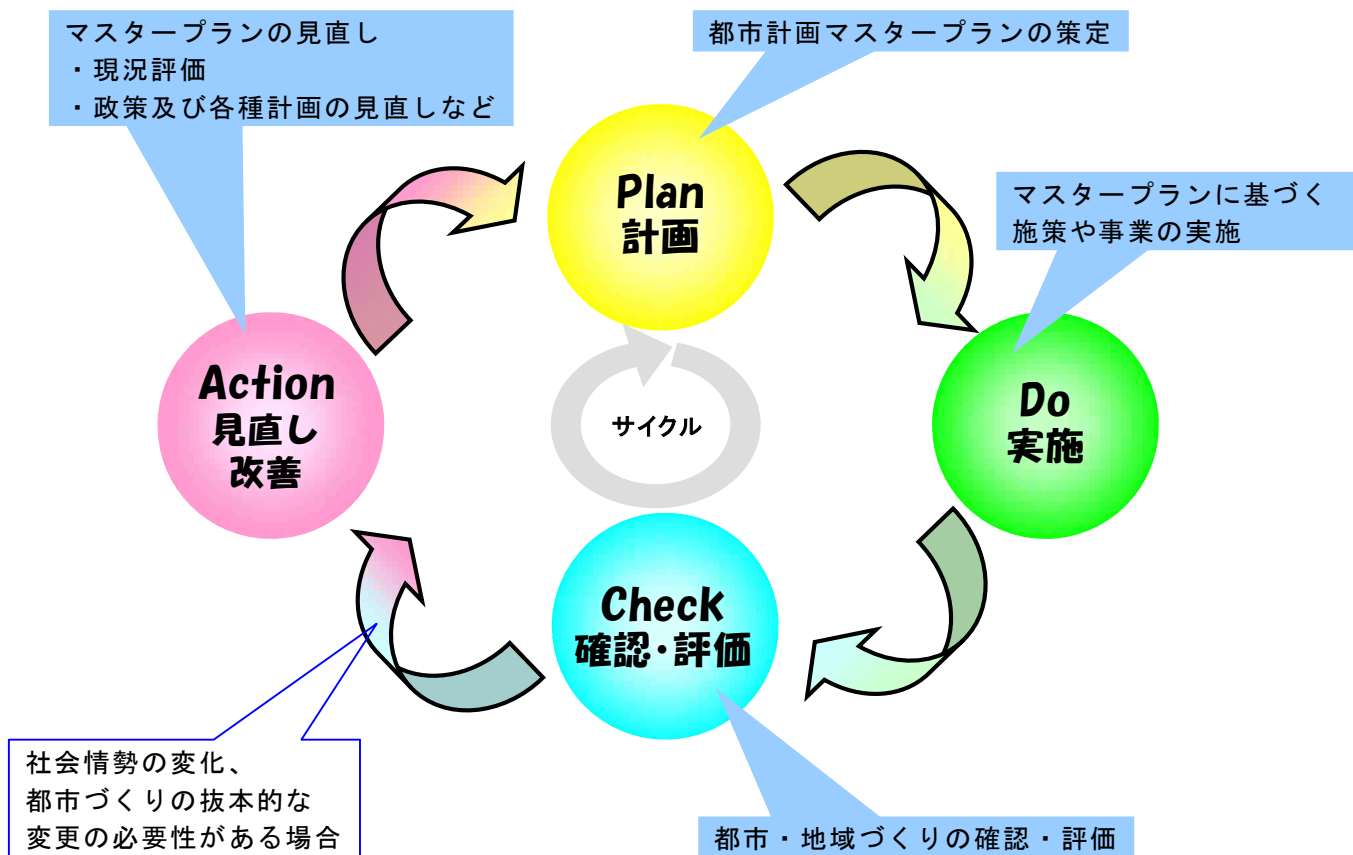 マスタープランの見直し
・現況評価
・政策及び各種計画の見直しなど
都市計画マスタープランの策定
Plan
計画
マスタープランに基づく
施策や事業の実施
Action
見直し
改善
サイクル
Do
実施
Check
確認・評価
社会情勢の変化、
都市づくりの抜本的な
変更の必要性がある場合
都市・地域づくりの確認・評価